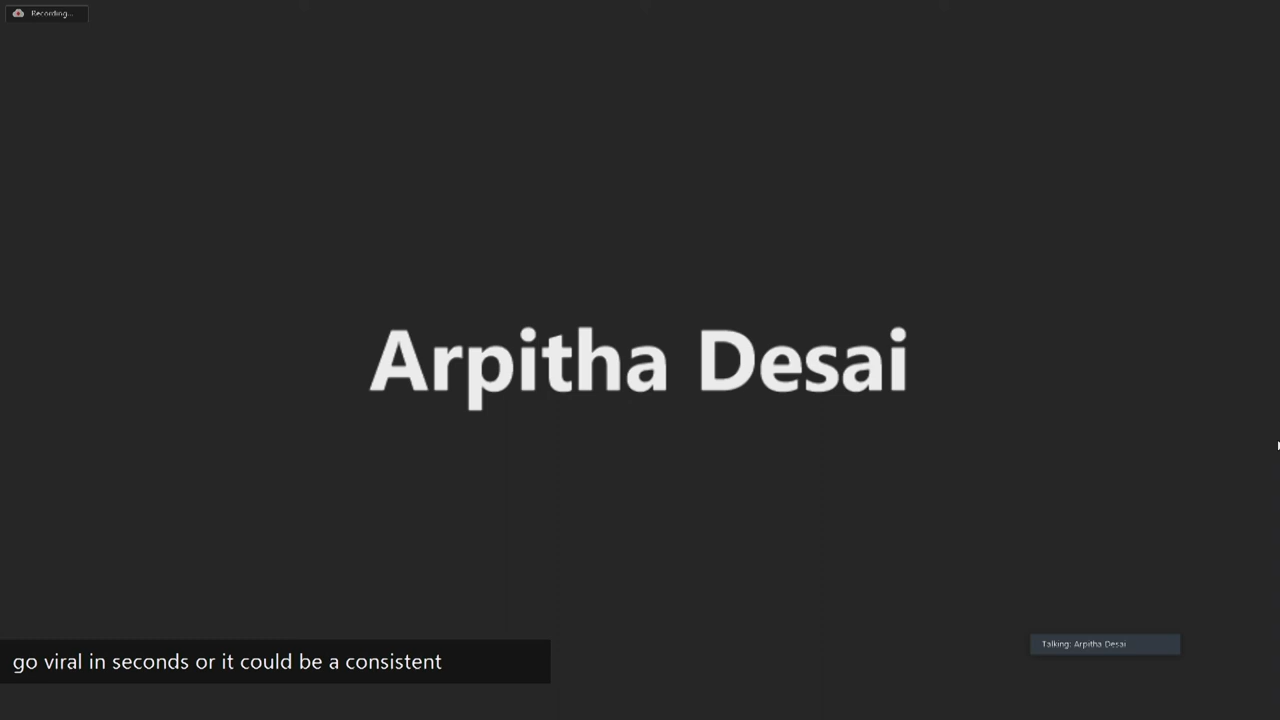 Recording...
Arpitha Desai
Talking: Arpitha Desai
go viral in seconds or it could be a consistent